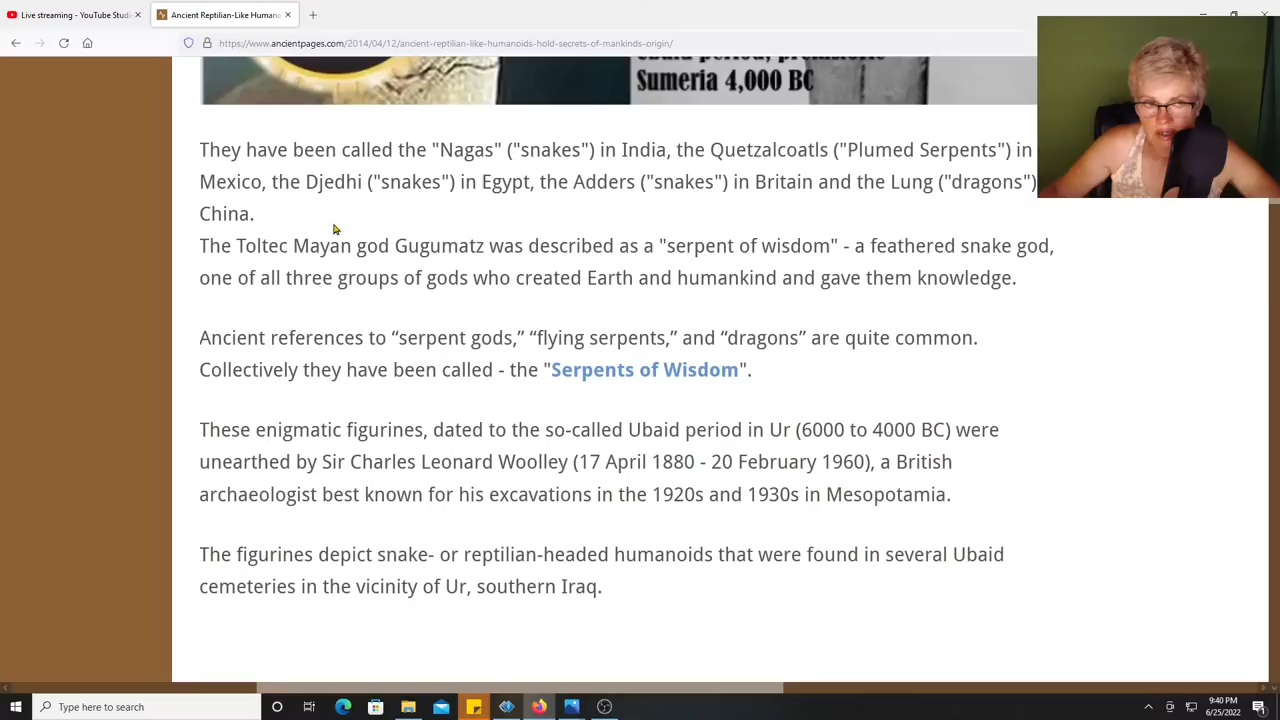 Live streaming - YouTube Studi
Ancient Reptilian-Like Humano
https://www.ancientpages.com/2014/04/12/ancient-reptilian-like-humanoids-hold-secrets-of-mankinds-origin/
Sumeria 4,000 BC
They have been called the "Nagas" ("snakes") in India, the Quetzalcoatls ("Plumed Serpents") in
Mexico, the Djedhi ("snakes") in Egypt, the Adders ("snakes") in Britain and the Lung ("dragons")
China.
The Toltec Mayan god Gugumatz was described as a "serpent of wisdom" - a feathered snake god,
one of all three groups of gods who created Earth and humankind and gave them knowledge.
Ancient references to “serpent gods,” “flying serpents,” and “dragons” are quite common.
Collectively they have been called - the "Serpents of Wisdom".
These enigmatic figurines, dated to the so-called Ubaid period in Ur (6000 to 4000 BC) were
unearthed by Sir Charles Leonard Woolley (17 April 1880 - 20 February 1960), a British
archaeologist best known for his excavations in the 1920s and 1930s in Mesopotamia.
The figurines depict snake- or reptilian-headed humanoids that were found in several Ubaid
cemeteries in the vicinity of Ur, southern Iraq.
Type here to search
9:40 PM
6/25/2022